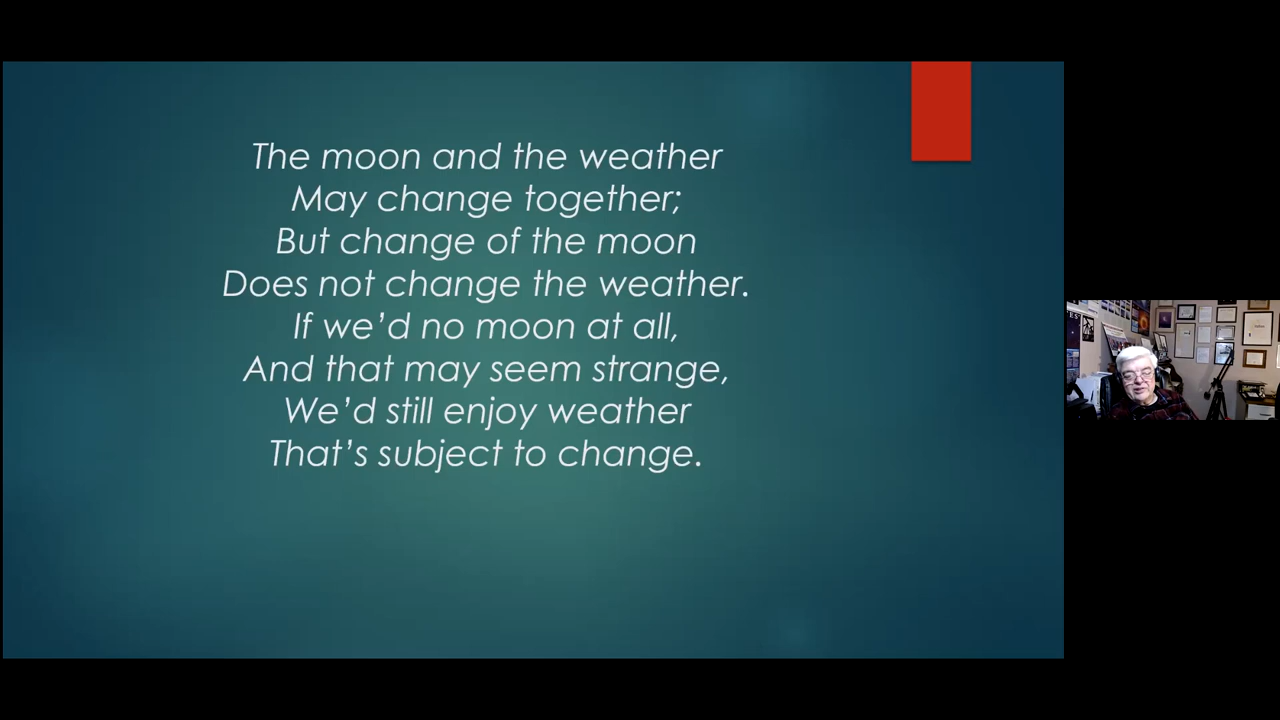 The moon and the weather
May change together;
But change of the moon
Does not change the weather.
If we’d no moon at all,
And that may seem strange,
We’d still enjoy weather
That’s subject to change.